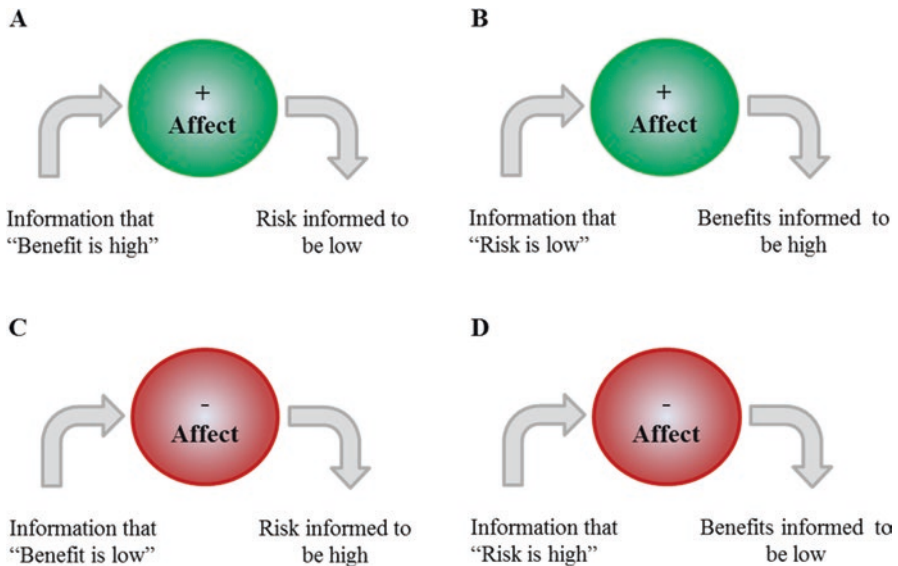 A
+
Affect
Information that
“Benefit is high”
Risk informed to
be low
B
+
Affect
Information that
“Risk is low”
Benefits informed to
be high
C
-
Affect
Information that
“Benefit is low”
Risk informed to
be high
D
-
Affect
Information that
“Risk is high”
Benefits informed to
be low